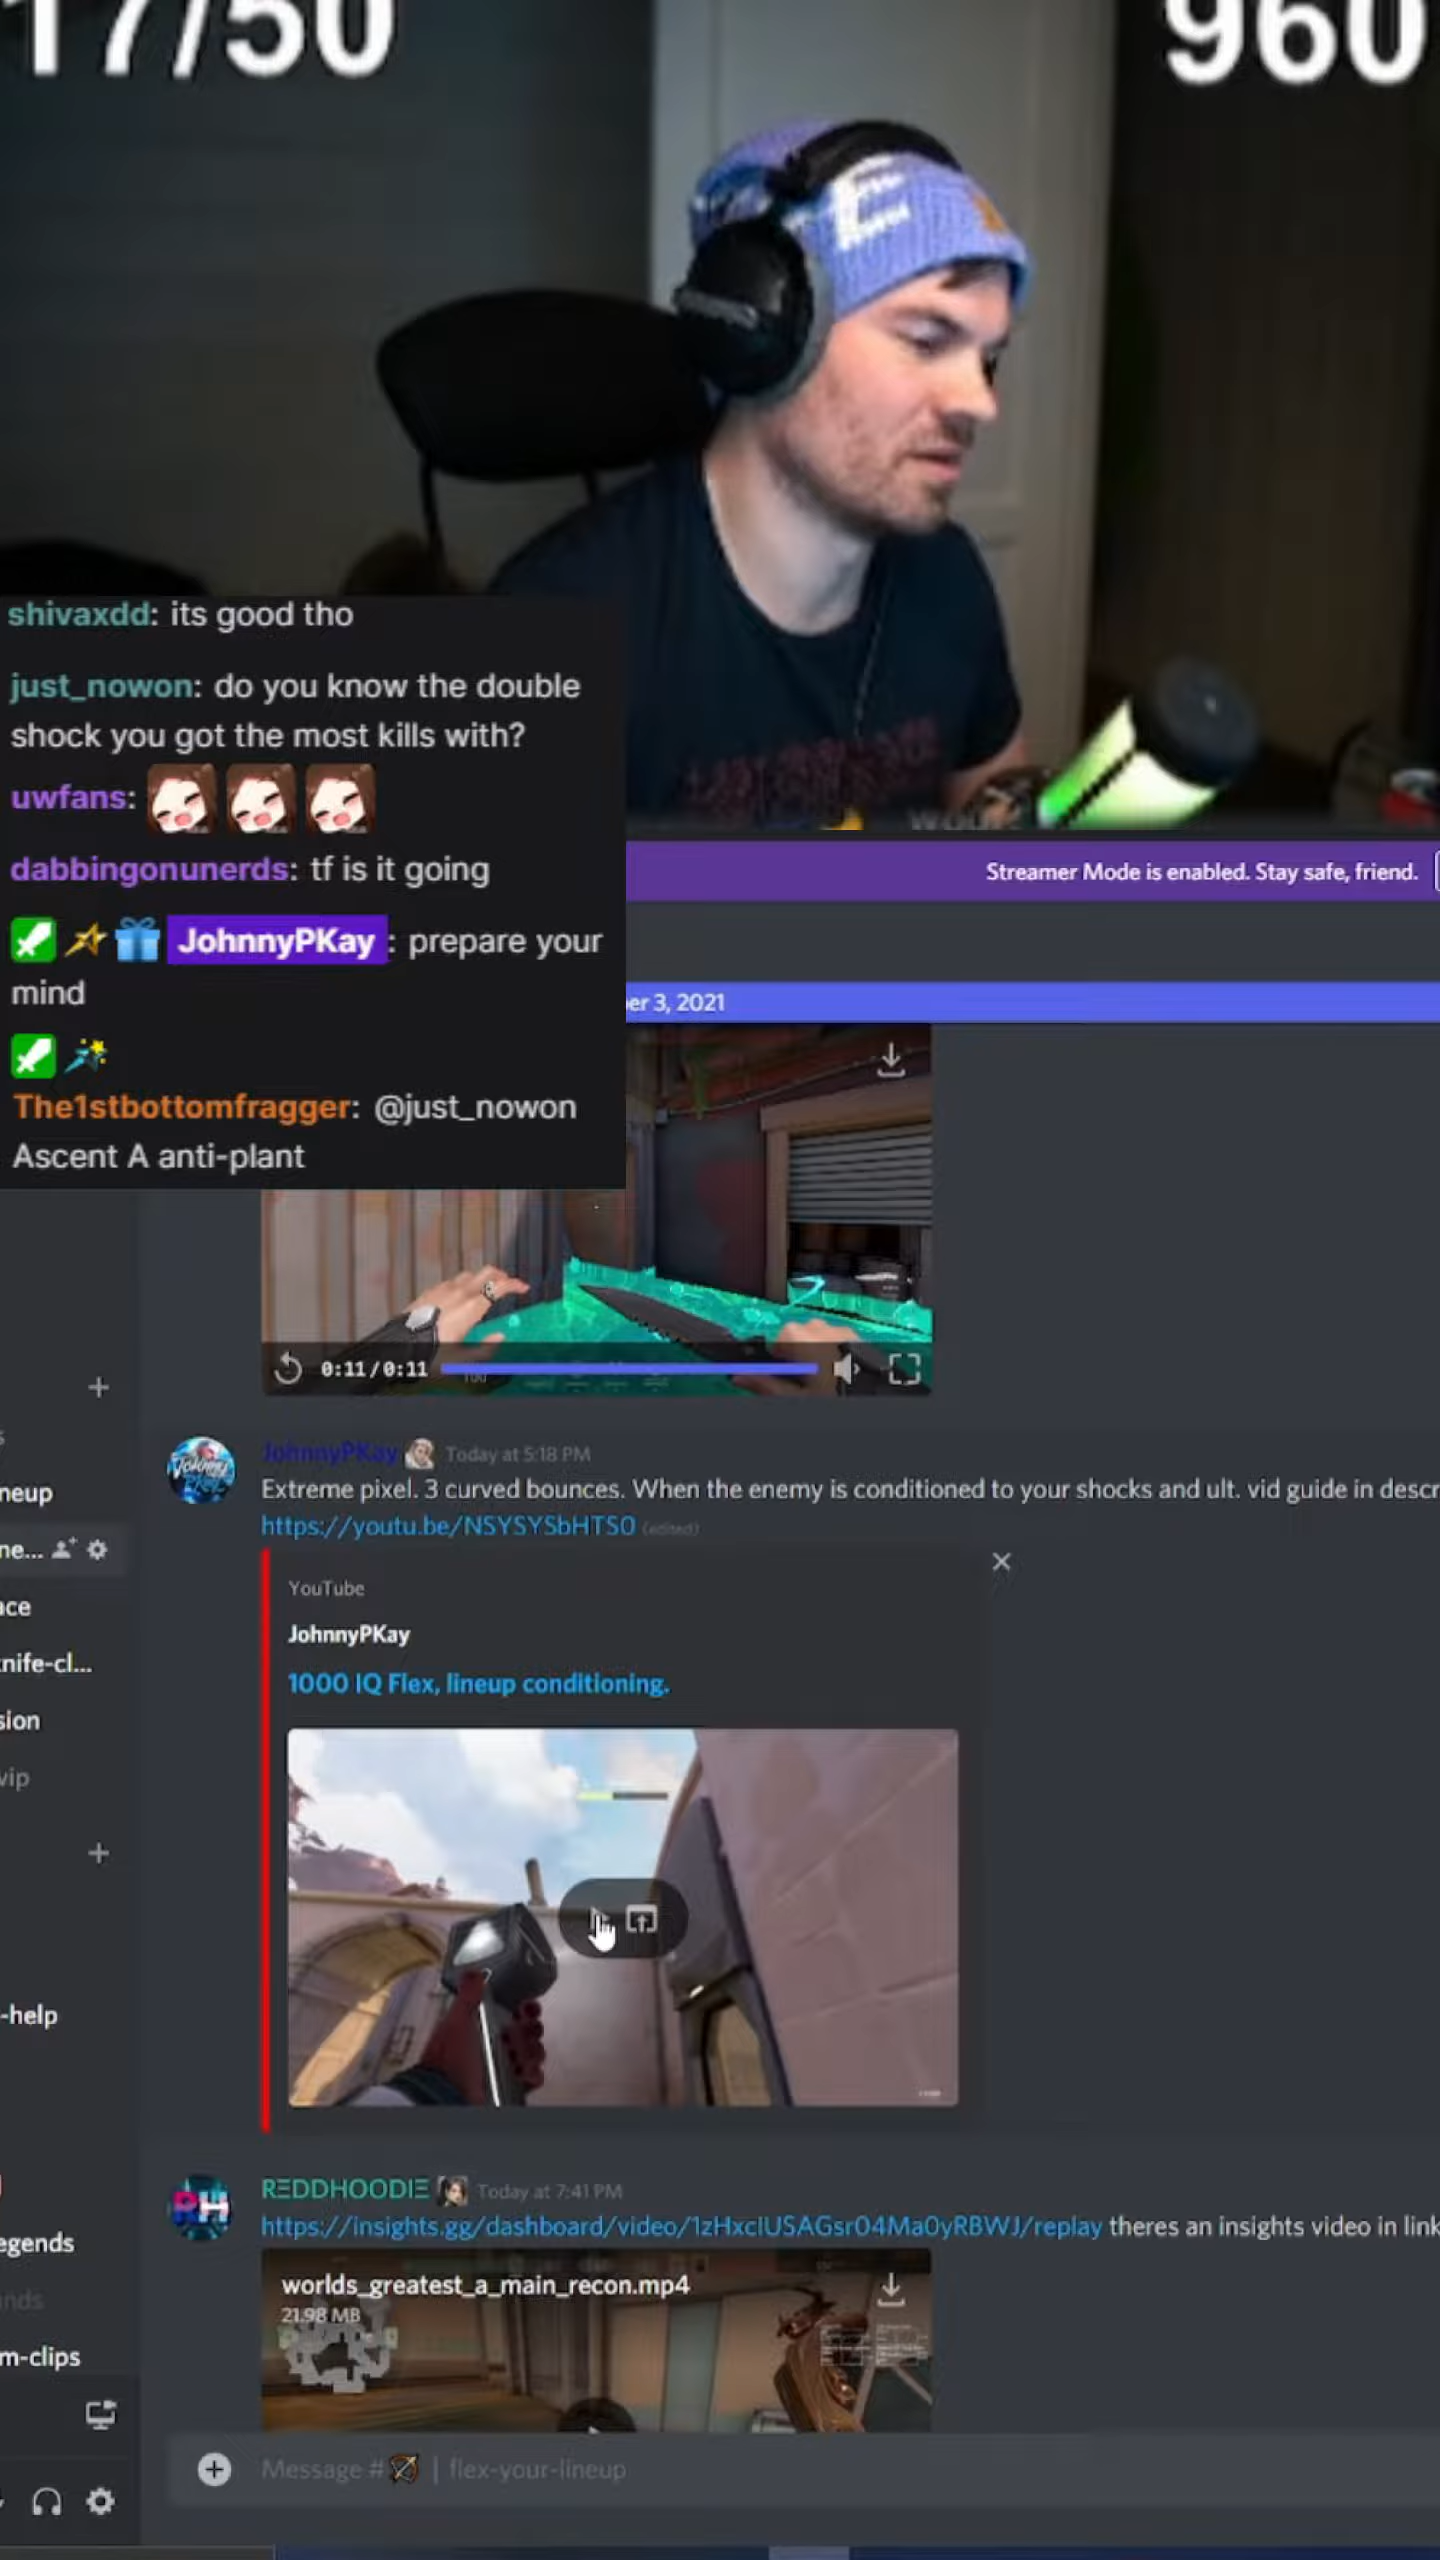 17/50
960
shivaxdd: its good tho
just_nowon: do you know the double
shock you got the most kills with?
uwfans:
dabbingonunerds: tf is it going
JohnnyPKay: prepare your
mind
The1stbottomfragger: @just_nowon
Ascent A anti-plant
Streamer Mode is enabled. Stay safe, friend.
er 3, 2021
0:11/0:11
JohnnyPKay Today at 5:18 PM
Extreme pixel. 3 curved bounces. When the enemy is conditioned to your shocks and ult. vid guide in descr
https://youtu.be/NSYSYSbHTS0 (edited)
YouTube
JohnnyPKay
1000 IQ Flex, lineup conditioning.
neup
ne...
ace
knife-cl...
sion
vip
-help
egends
nds
m-clips
RΞDDHOODIΞ Today at 7:41 PM
https://insights.gg/dashboard/video/1zHxclUSAGsr04Ma0yRBWJ/replay theres an insights video in link
worlds_greatest_a_main_recon.mp4
21.98 MB
Message # | flex-your-lineup